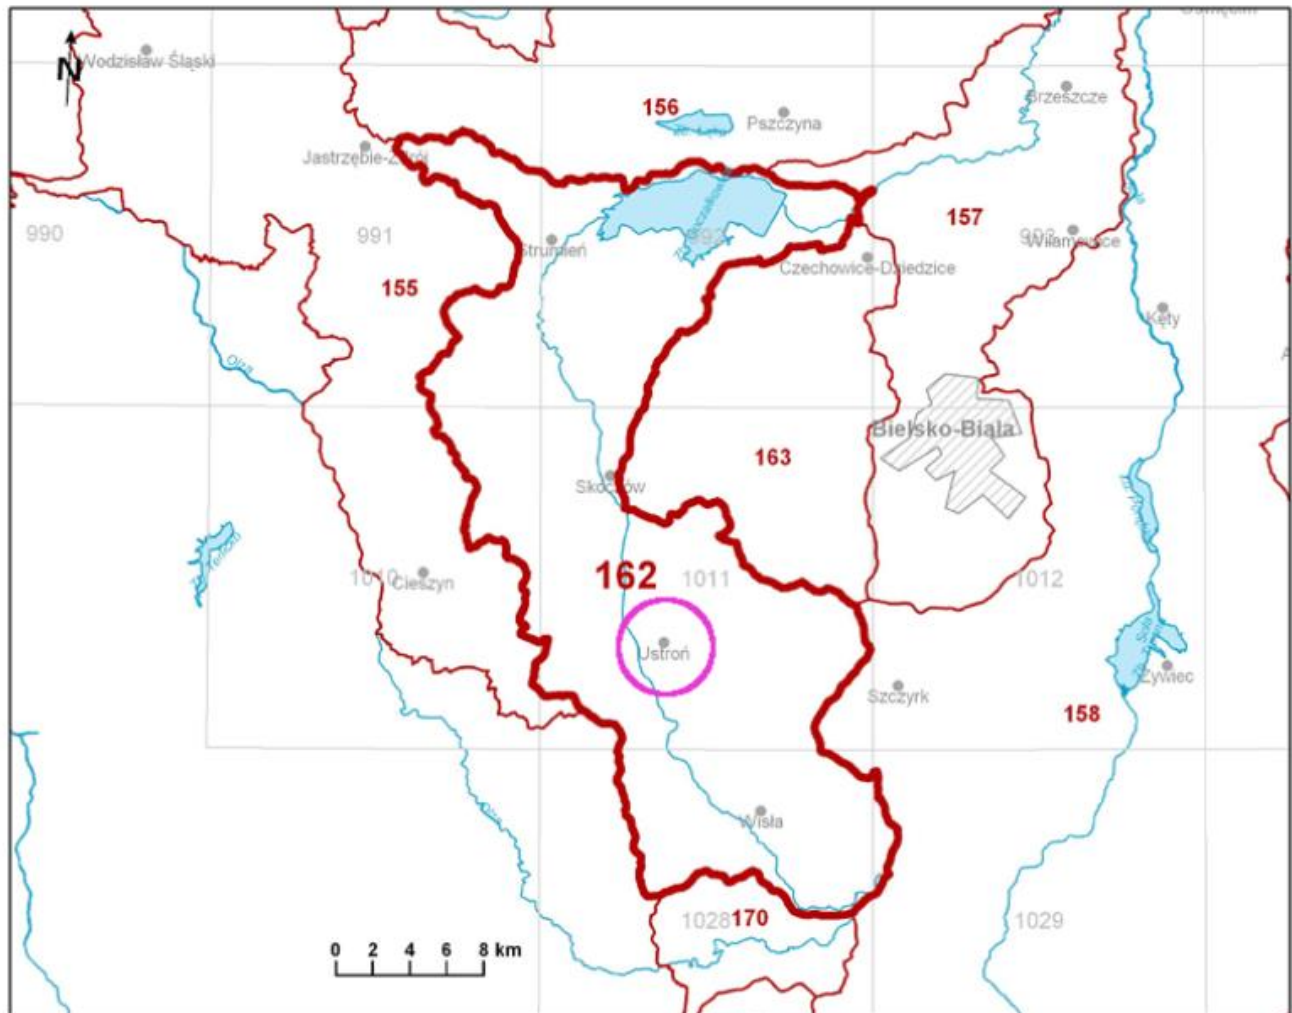 Wodzisław Śląski
N
156
Pszczyna
Brzeszcze
Jastrzębie-Zdrój
157
990
991
Strumień
Wilamowice
155
Czechowice-Dziedzice
Kęty
Olza
Bielsko-Biała
163
Skoczów
162
1011
1010
Cieszyn
1012
Ustroń
Szczyrk
Żywiec
158
Wisła
1028
170
1029
0 2 4 6 8 km